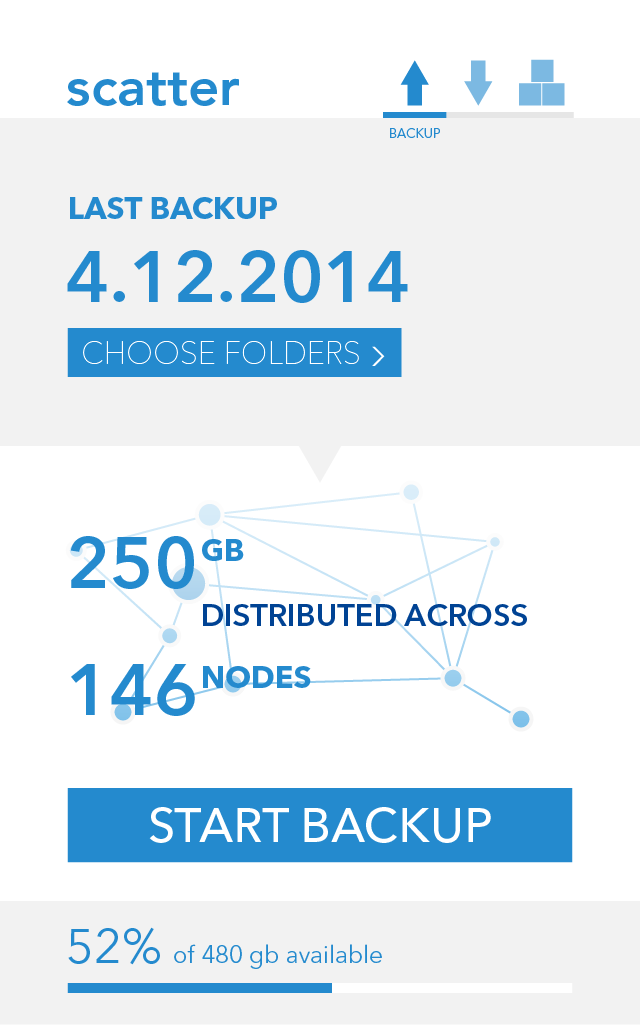 scatter
BACKUP
LAST BACKUP
4.12.2014
CHOOSE FOLDERS >
250 GB
DISTRIBUTED ACROSS
146 NODES
START BACKUP
52% of 480 gb available